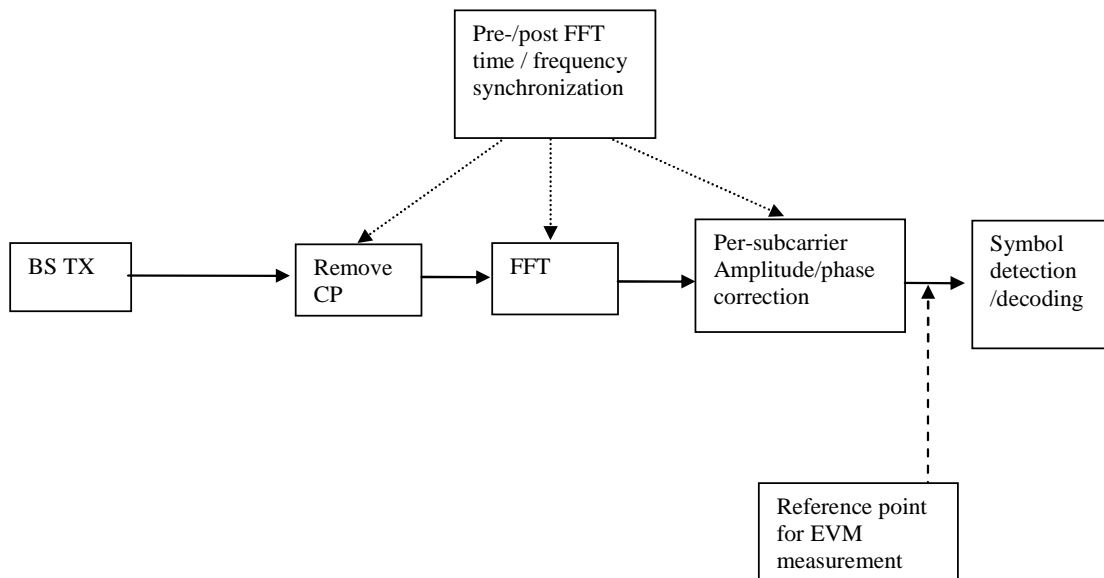 Pre-/post FFT
time / frequency
synchronization
BS TX
Remove
CP
FFT
Per-subcarrier
Amplitude/phase
correction
Symbol
detection
/decoding
Reference point
for EVM
measurement